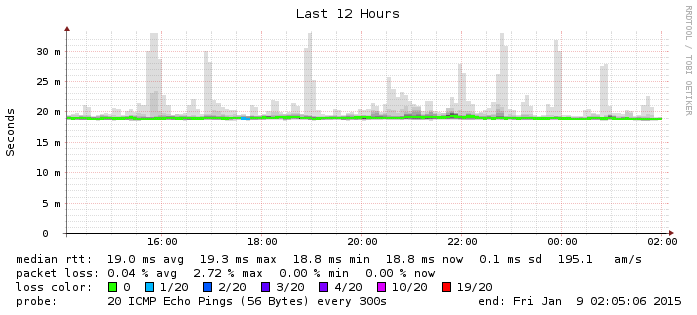 Last 12 Hours
RRDTOOL / TOBI OETIKER
Seconds
30 m
25 m
20 m
15 m
10 m
5 m
0
16:00 18:00 20:00 22:00 00:00 02:00
median rtt: 19.0 ms avg 19.3 ms max 18.8 ms min 18.8 ms now 0.1 ms sd 195.1 am/s
packet loss: 0.04 % avg 2.72 % max 0.00 % min 0.00 % now
loss color: 0 1/20 2/20 3/20 4/20 10/20 19/20
probe: 20 ICMP Echo Pings (56 Bytes) every 300s end: Fri Jan 9 02:05:06 2015